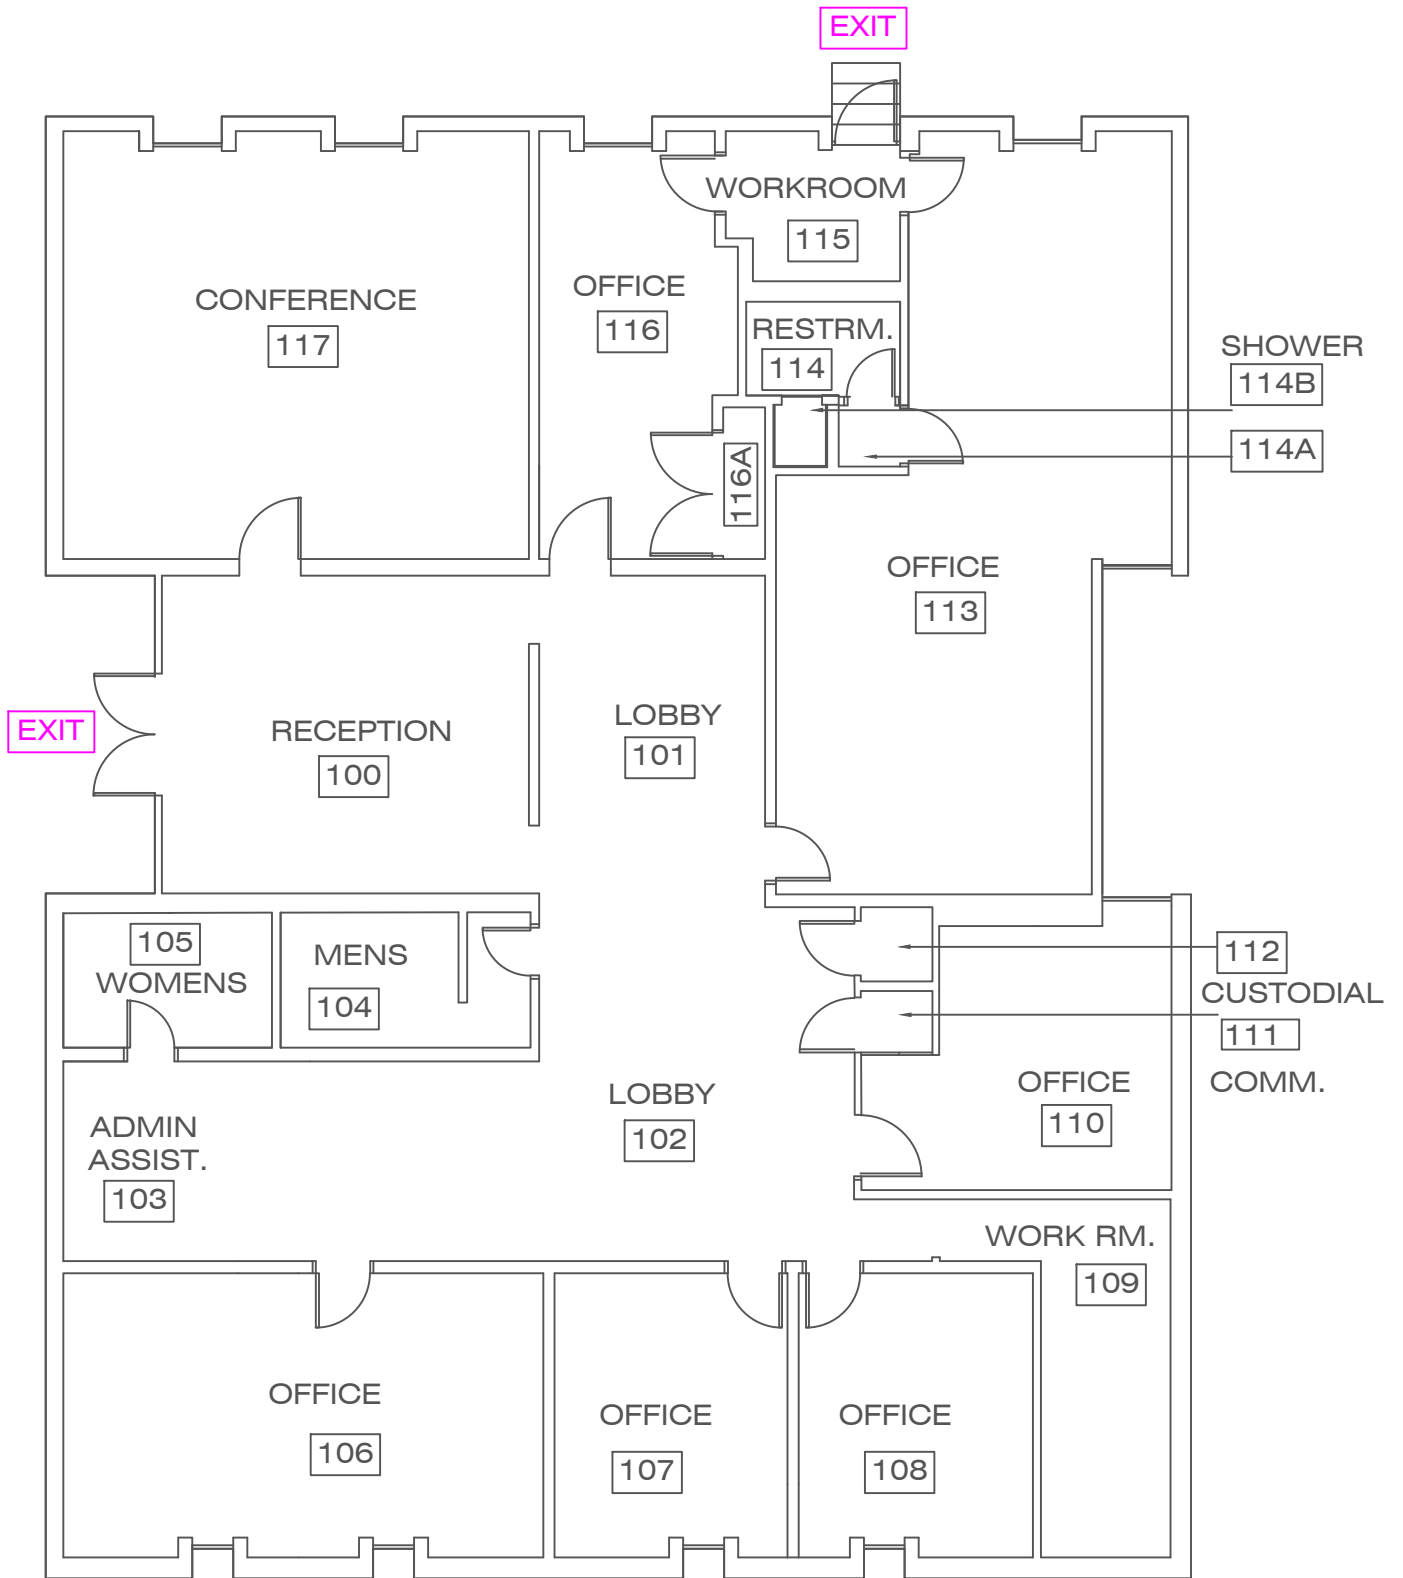 EXIT
WORKROOM
115
CONFERENCE
117
OFFICE
116
RESTRM.
114
SHOWER
114B
114A
116A
OFFICE
113
EXIT
RECEPTION
100
LOBBY
101
105
WOMENS
MENS
104
112
CUSTODIAL
111
COMM.
OFFICE
110
LOBBY
102
ADMIN
ASSIST.
103
WORK RM.
109
OFFICE
106
OFFICE
107
OFFICE
108